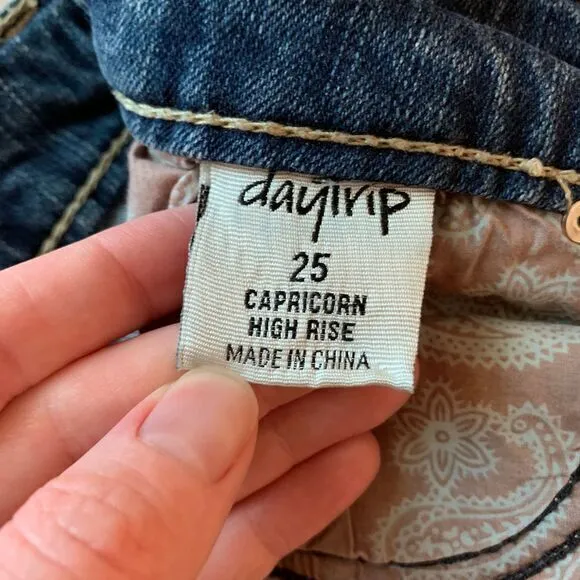 daytrip
25
CAPRICORN
HIGH RISE
MADE IN CHINA